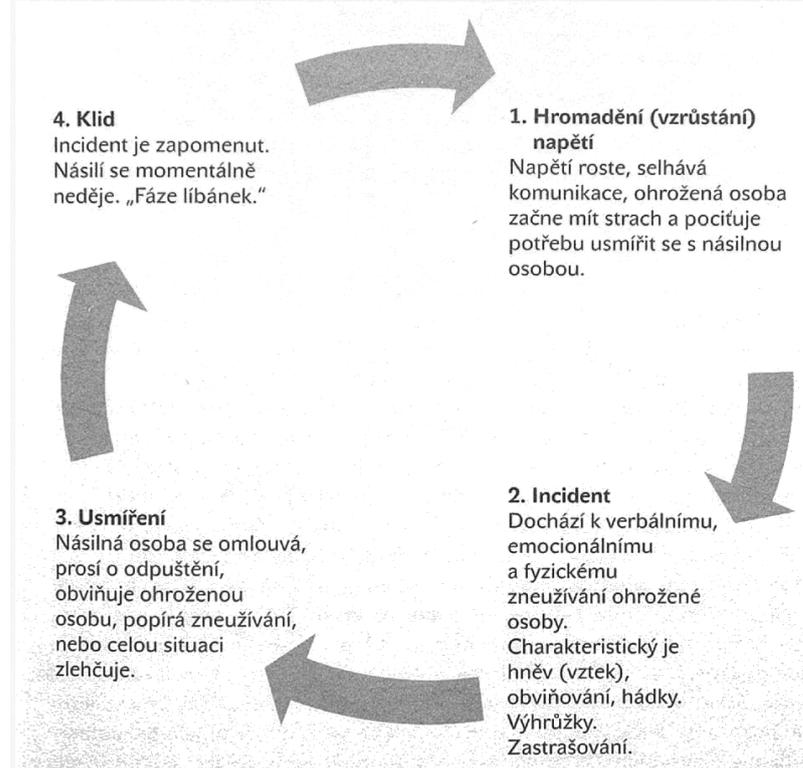 1. Hromadění (vzrůstání)
napětí
Napětí roste, selhává
komunikace, ohrožená osoba
začne mít strach a pociťuje
potřebu usmířit se s násilnou
osobou.
2. Incident
Dochází k verbálnímu,
emocionálnímu
a fyzickému
zneužívání ohrožené
osoby.
Charakteristický je
hněv (vztek),
obviňování, hádky.
Výhrůžky.
Zastrašování.
3. Usmíření
Násilná osoba se omlouvá,
prosí o odpuštění,
obviňuje ohroženou
osobu, popírá zneužívání,
nebo celou situaci
zlehčuje.
4. Klid
Incident je zapomenut.
Násilí se momentálně
neděje. „Fáze líbánek.“